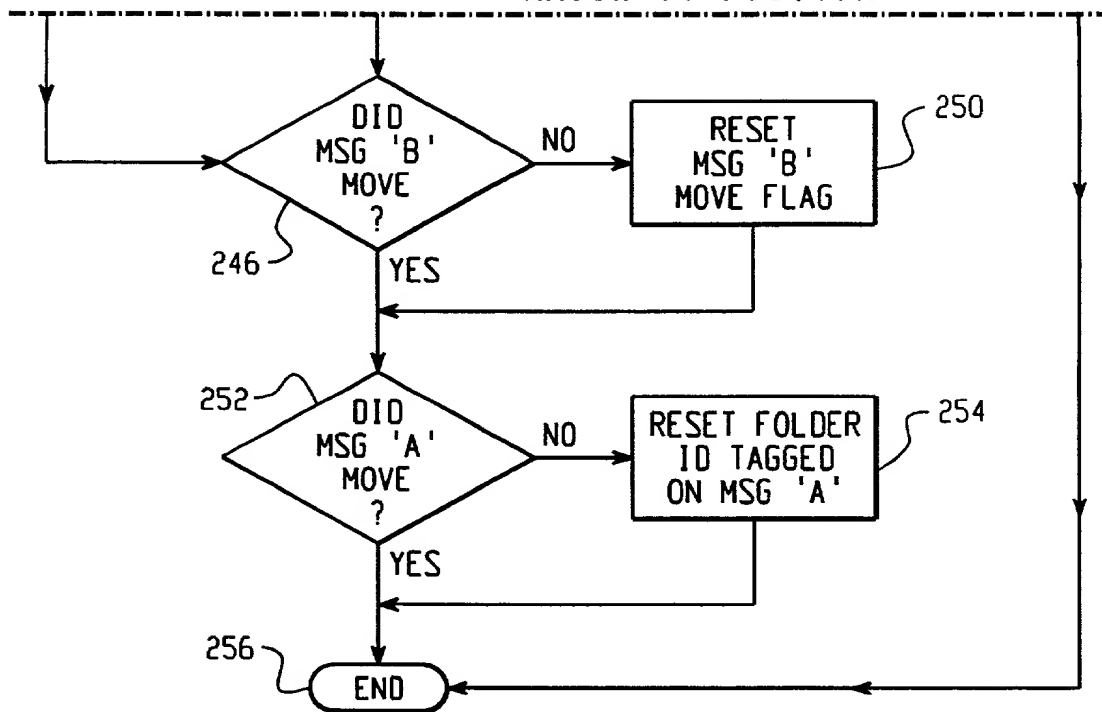 DID
MSG 'B'
MOVE
?
NO
RESET
MSG 'B'
MOVE FLAG
250
246
YES
252
DID
MSG 'A'
MOVE
?
NO
RESET FOLDER
ID TAGGED
ON MSG 'A'
254
YES
256
END